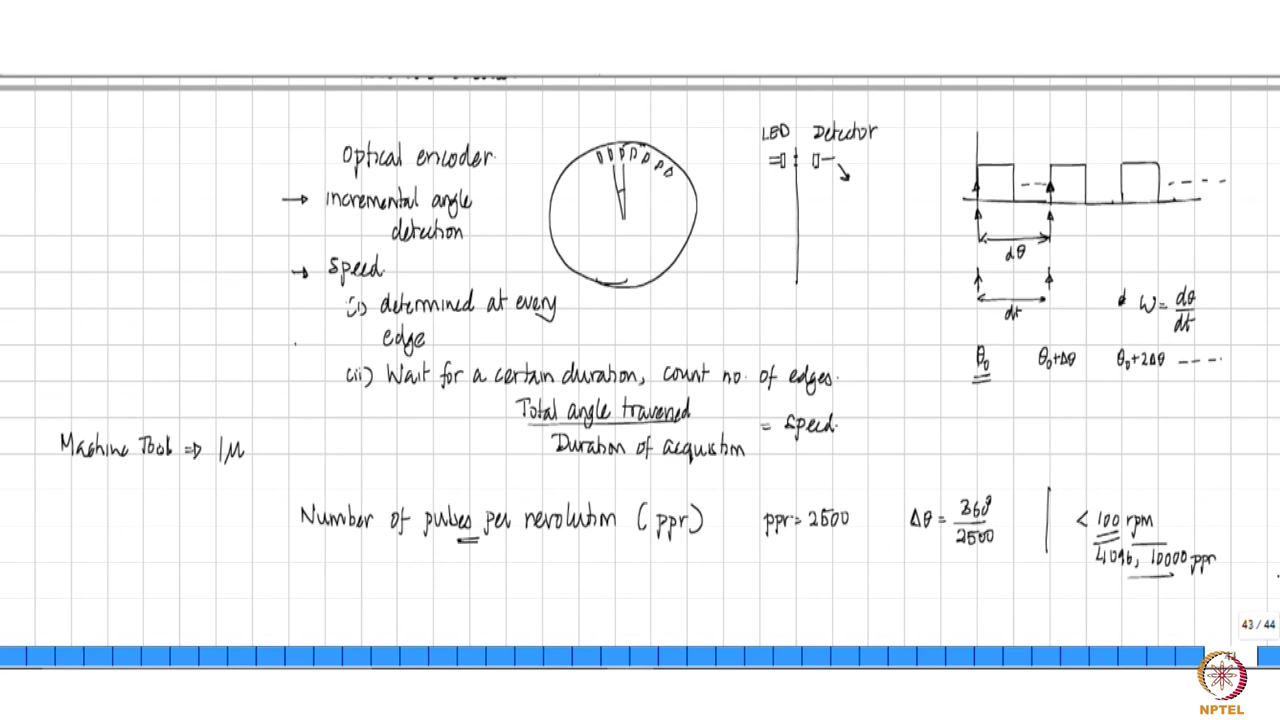 Optical encoder
→ incremental angle
detection
→ Speed
(i) determined at every
edge
(ii) Wait for a certain duration, count no. of edges.
Total angle traversed
Duration of acquisition
= Speed.
LED Detector
dθ
dt
ω = dθ/dt
θ₀ θ₀+Δθ θ₀+2Δθ ----
Machine Tool ⇒ 1μ
Number of pulses per revolution (ppr) ppr = 2500 Δθ = 360°/2500
< 100 rpm
4096, 10000 ppr
43 / 44
NPTEL